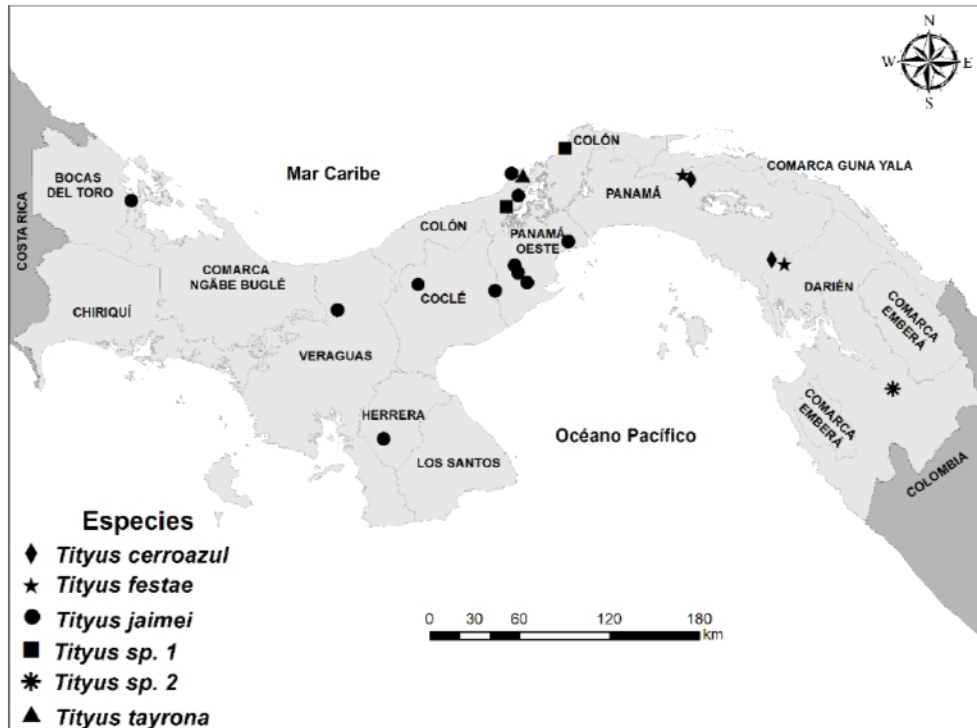 N
W E
S
COLÓN
COMARCA GUNA YALA
Mar Caribe
BOCAS
DEL TORO
PANAMÁ
COSTA RICA
COLÓN
PANAMÁ
OESTE
COMARCA
NGÄBE BUGLÉ
COCLÉ
DARIÉN
COMARCA
EMBERÁ
CHIRIQUÍ
VERAGUAS
HERRERA
COMARCA
EMBERÁ
Océano Pacífico
LOS SANTOS
COLOMBIA
Especies
Tityus cerroazul
Tityus festae
Tityus jaimei
Tityus sp. 1
Tityus sp. 2
Tityus tayrona
0 30 60 120 180
km